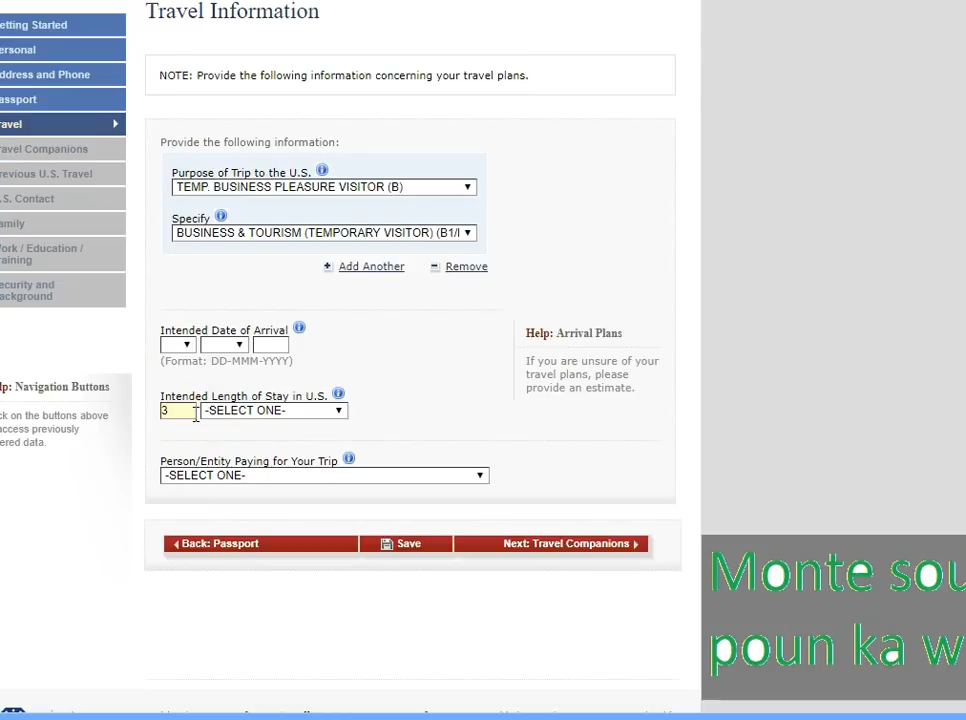 Travel Information
etting Started
ersonal
ddress and Phone
assport
ravel
ravel Companions
revious U.S. Travel
.S. Contact
amily
ork / Education /
raining
ecurity and
ackground
lp: Navigation Buttons
ck on the buttons above
access previously
ered data.
NOTE: Provide the following information concerning your travel plans.
Provide the following information:
Purpose of Trip to the U.S.
TEMP. BUSINESS PLEASURE VISITOR (B)
Specify
BUSINESS & TOURISM (TEMPORARY VISITOR) (B1/
Add Another Remove
Intended Date of Arrival
(Format: DD-MMM-YYYY)
Help: Arrival Plans
If you are unsure of your
travel plans, please
provide an estimate.
Intended Length of Stay in U.S.
3 -SELECT ONE-
Person/Entity Paying for Your Trip
-SELECT ONE-
Back: Passport Save Next: Travel Companions
Monte sou
poun ka w